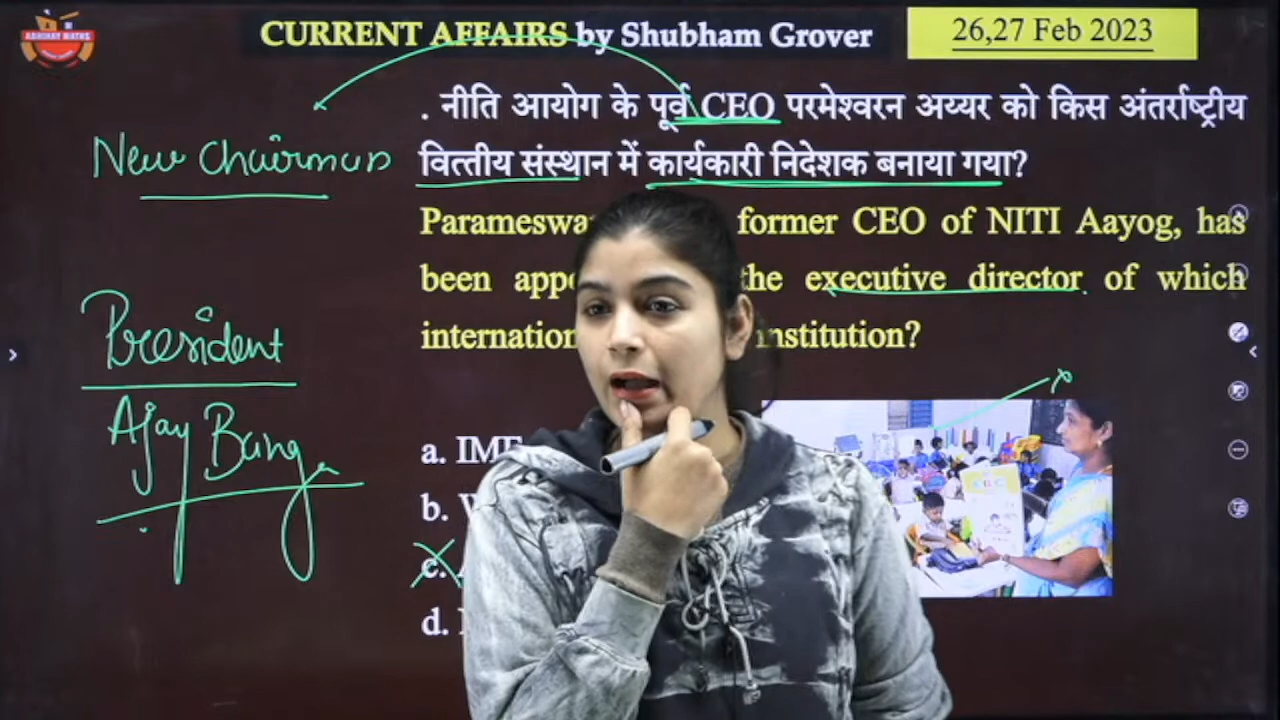 ABHINAY MATHS
CURRENT AFFAIRS by Shubham Grover
26,27 Feb 2023
. नीति आयोग के पूर्व CEO परमेश्वरन अय्यर को किस अंतर्राष्ट्रीय
वित्तीय संस्थान में कार्यकारी निदेशक बनाया गया?
New Chairman
former CEO of NITI Aayog, has
been the executive director of which
President
Ajay Banga
a. IMF
b.
c.
d.